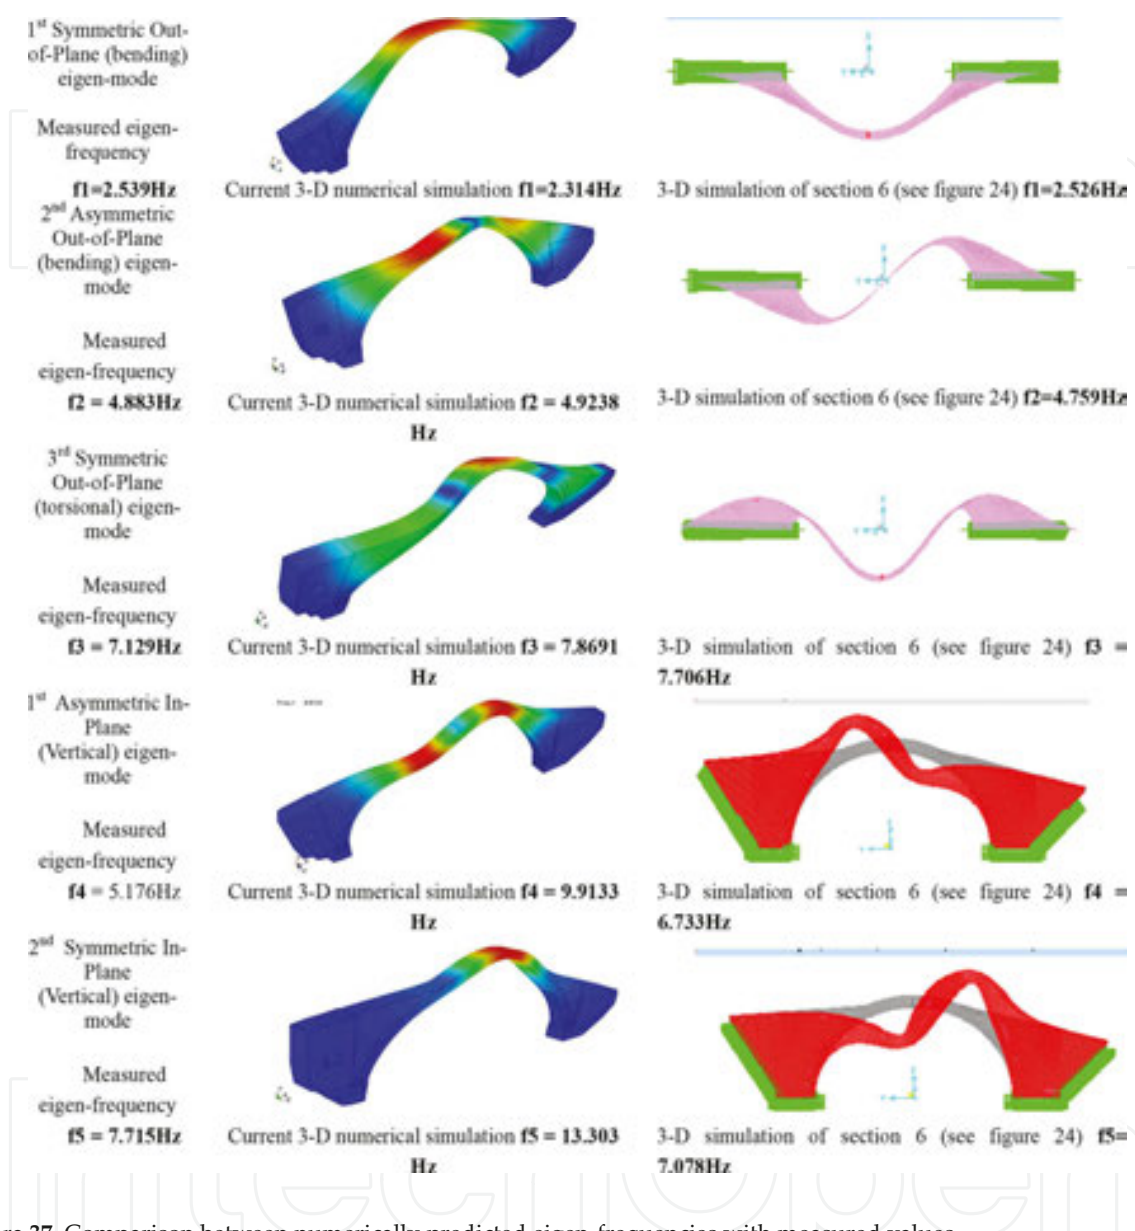 1st Symmetric Out-
of-Plane (bending)
eigen-mode
Measured eigen-
frequency
f1=2.539Hz
Current 3-D numerical simulation f1=2.314Hz
3-D simulation of section 6 (see figure 24) f1=2.526Hz
2nd Asymmetric
Out-of-Plane
(bending) eigen-
mode
Measured
eigen-frequency
f2 = 4.883Hz
Current 3-D numerical simulation f2 = 4.9238
Hz
3-D simulation of section 6 (see figure 24) f2=4.759Hz
3rd Symmetric
Out-of-Plane
(torsional) eigen-
mode
Measured
eigen-frequency
f3 = 7.129Hz
Current 3-D numerical simulation f3 = 7.8691
Hz
3-D simulation of section 6 (see figure 24) f3 =
7.706Hz
1st Asymmetric In-
Plane
(Vertical) eigen-
mode
Measured
eigen-frequency
f4 = 5.176Hz
Current 3-D numerical simulation f4 = 9.9133
Hz
3-D simulation of section 6 (see figure 24) f4 =
6.733Hz
2nd Symmetric In-
Plane
(Vertical) eigen-
mode
Measured
eigen-frequency
f5 = 7.715Hz
Current 3-D numerical simulation f5 = 13.303
Hz
3-D simulation of section 6 (see figure 24) f5=
7.078Hz
37. Comparison between numerically predicted eigen-frequencies with measured values